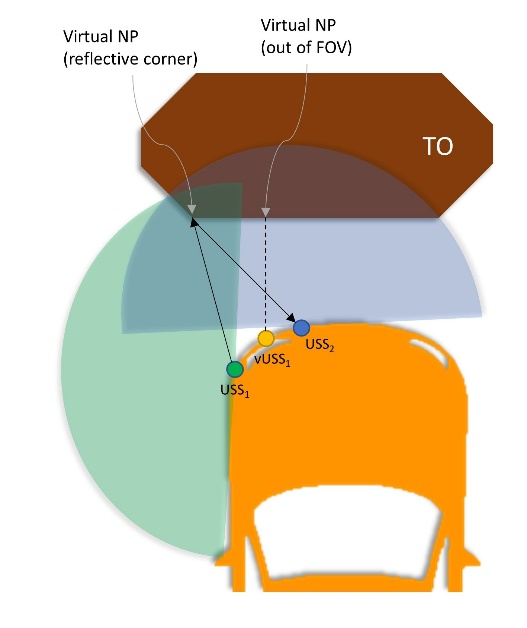 Virtual NP
(reflective corner)
Virtual NP
(out of FOV)
TO
USS₂
vUSS₁
USS₁